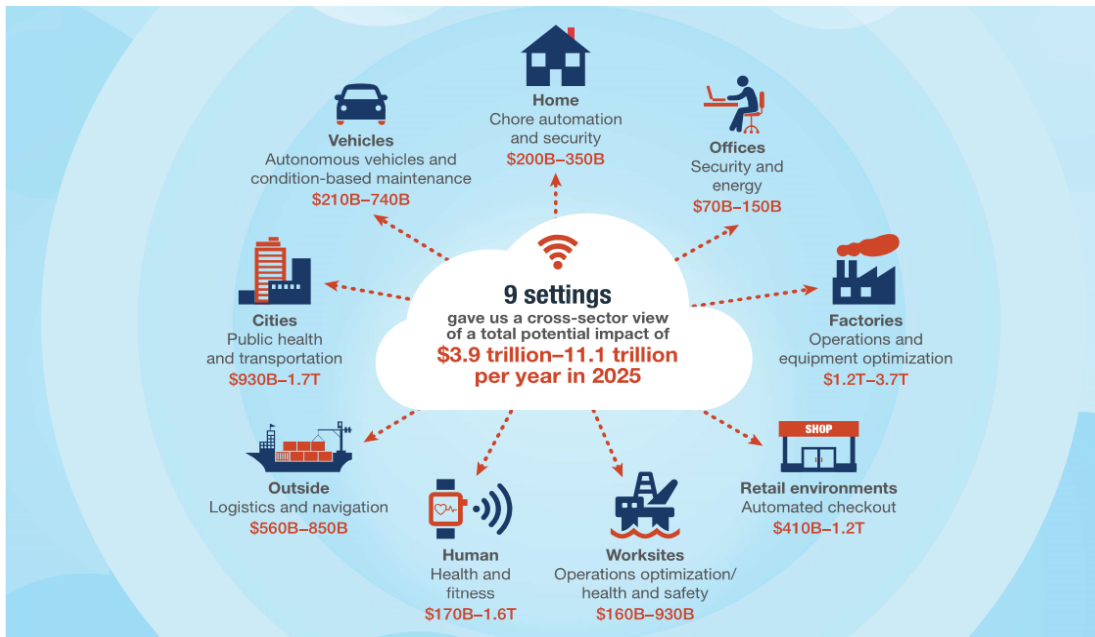 Home
Chore automation
and security
$200B–350B
Vehicles
Autonomous vehicles and
condition-based maintenance
$210B–740B
Offices
Security and
energy
$70B–150B
9 settings
gave us a cross-sector view
of a total potential impact of
$3.9 trillion–11.1 trillion
per year in 2025
Cities
Public health
and transportation
$930B–1.7T
Factories
Operations and
equipment optimization
$1.2T–3.7T
Outside
Logistics and navigation
$560B–850B
SHOP
Retail environments
Automated checkout
$410B–1.2T
Human
Health and
fitness
$170B–1.6T
Worksites
Operations optimization/
health and safety
$160B–930B